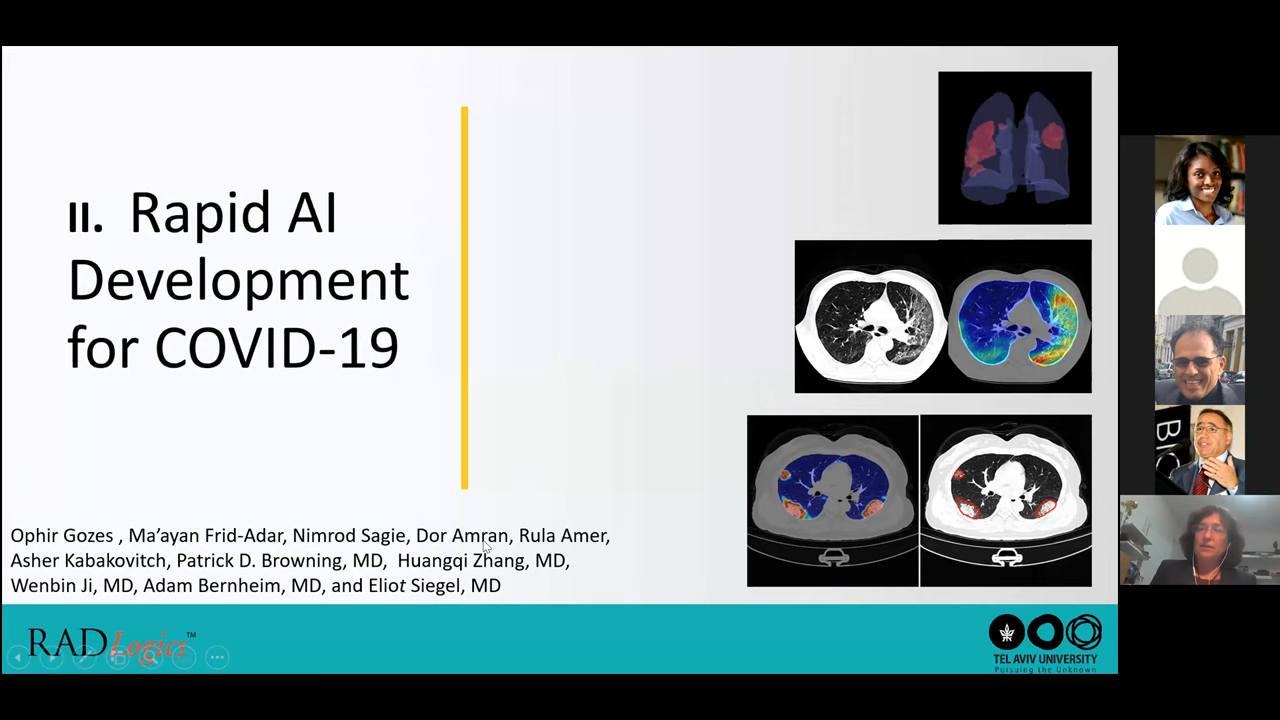 II. Rapid AI
Development
for COVID-19
Ophir Gozes , Ma’ayan Frid-Adar, Nimrod Sagie, Dor Amran, Rula Amer,
Asher Kabakovitch, Patrick D. Browning, MD, Huangqi Zhang, MD,
Wenbin Ji, MD, Adam Bernheim, MD, and Eliot Siegel, MD
RADLogics™
TEL AVIV UNIVERSITY
Pursuing the Unknown